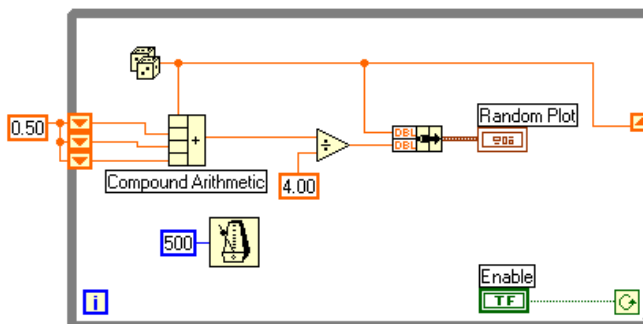 Random Plot
0.50
DBL
DBL
+
÷
Compound Arithmetic
4.00
500
Enable
TF
i